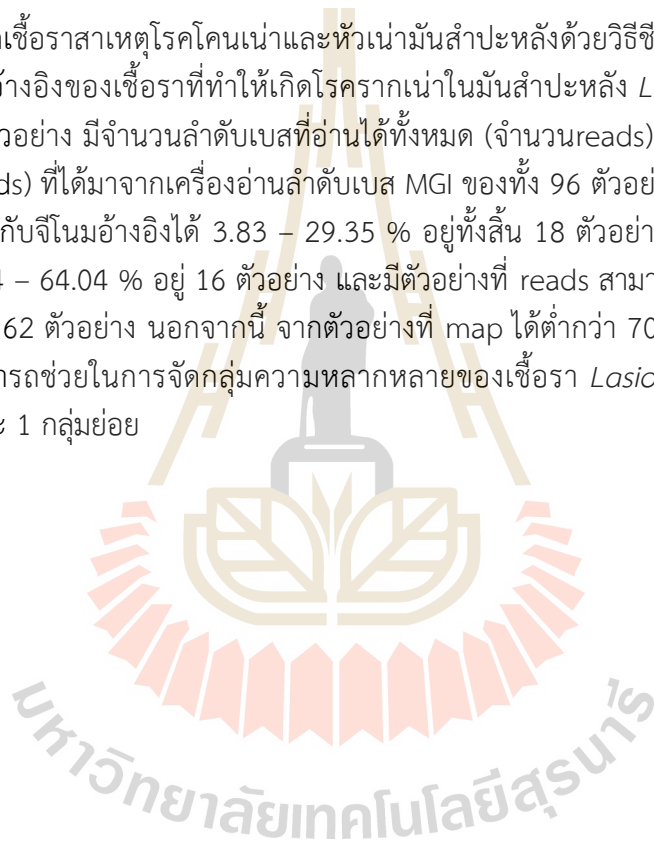 เชื้อราสาเหตุโรคโคนเน่าและหัวเน่ามันสำปะหลังด้วยวิธีชี
อ้างอิงของเชื้อราที่ทำให้เกิดโรครากเน่าในมันสำปะหลัง L
ตัวอย่าง มีจำนวนลำดับเบสที่อ่านได้ทั้งหมด (จำนวนreads)
ds) ที่ได้มาจากเครื่องอ่านลำดับเบส MGI ของทั้ง 96 ตัวอย่
กับจีโนมอ้างอิงได้ 3.83 – 29.35 % อยู่ทั้งสิ้น 18 ตัวอย่า
4 – 64.04 % อยู่ 16 ตัวอย่าง และมีตัวอย่างที่ reads สามา
62 ตัวอย่าง นอกจากนี้ จากตัวอย่างที่ map ได้ต่ำกว่า 70
ารถช่วยในการจัดกลุ่มความหลากหลายของเชื้อรา Lasio
ะ 1 กลุ่มย่อย
มหาวิทยาลัยเทคโนโลยีสุรนารี